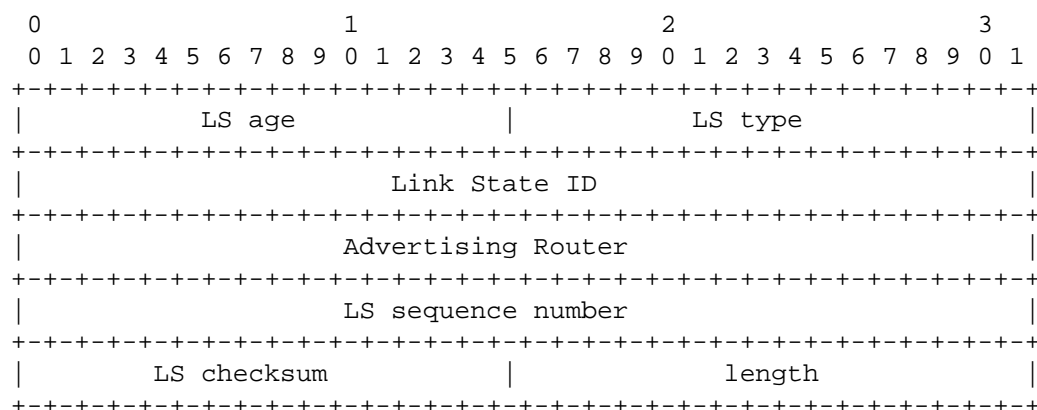 0                   1                   2                   3
 0 1 2 3 4 5 6 7 8 9 0 1 2 3 4 5 6 7 8 9 0 1 2 3 4 5 6 7 8 9 0 1
+-+-+-+-+-+-+-+-+-+-+-+-+-+-+-+-+-+-+-+-+-+-+-+-+-+-+-+-+-+-+-+-+
|           LS age             |           LS type              |
+-+-+-+-+-+-+-+-+-+-+-+-+-+-+-+-+-+-+-+-+-+-+-+-+-+-+-+-+-+-+-+-+
|                       Link State ID                           |
+-+-+-+-+-+-+-+-+-+-+-+-+-+-+-+-+-+-+-+-+-+-+-+-+-+-+-+-+-+-+-+-+
|                    Advertising Router                         |
+-+-+-+-+-+-+-+-+-+-+-+-+-+-+-+-+-+-+-+-+-+-+-+-+-+-+-+-+-+-+-+-+
|                    LS sequence number                         |
+-+-+-+-+-+-+-+-+-+-+-+-+-+-+-+-+-+-+-+-+-+-+-+-+-+-+-+-+-+-+-+-+
|        LS checksum           |             length             |
+-+-+-+-+-+-+-+-+-+-+-+-+-+-+-+-+-+-+-+-+-+-+-+-+-+-+-+-+-+-+-+-+